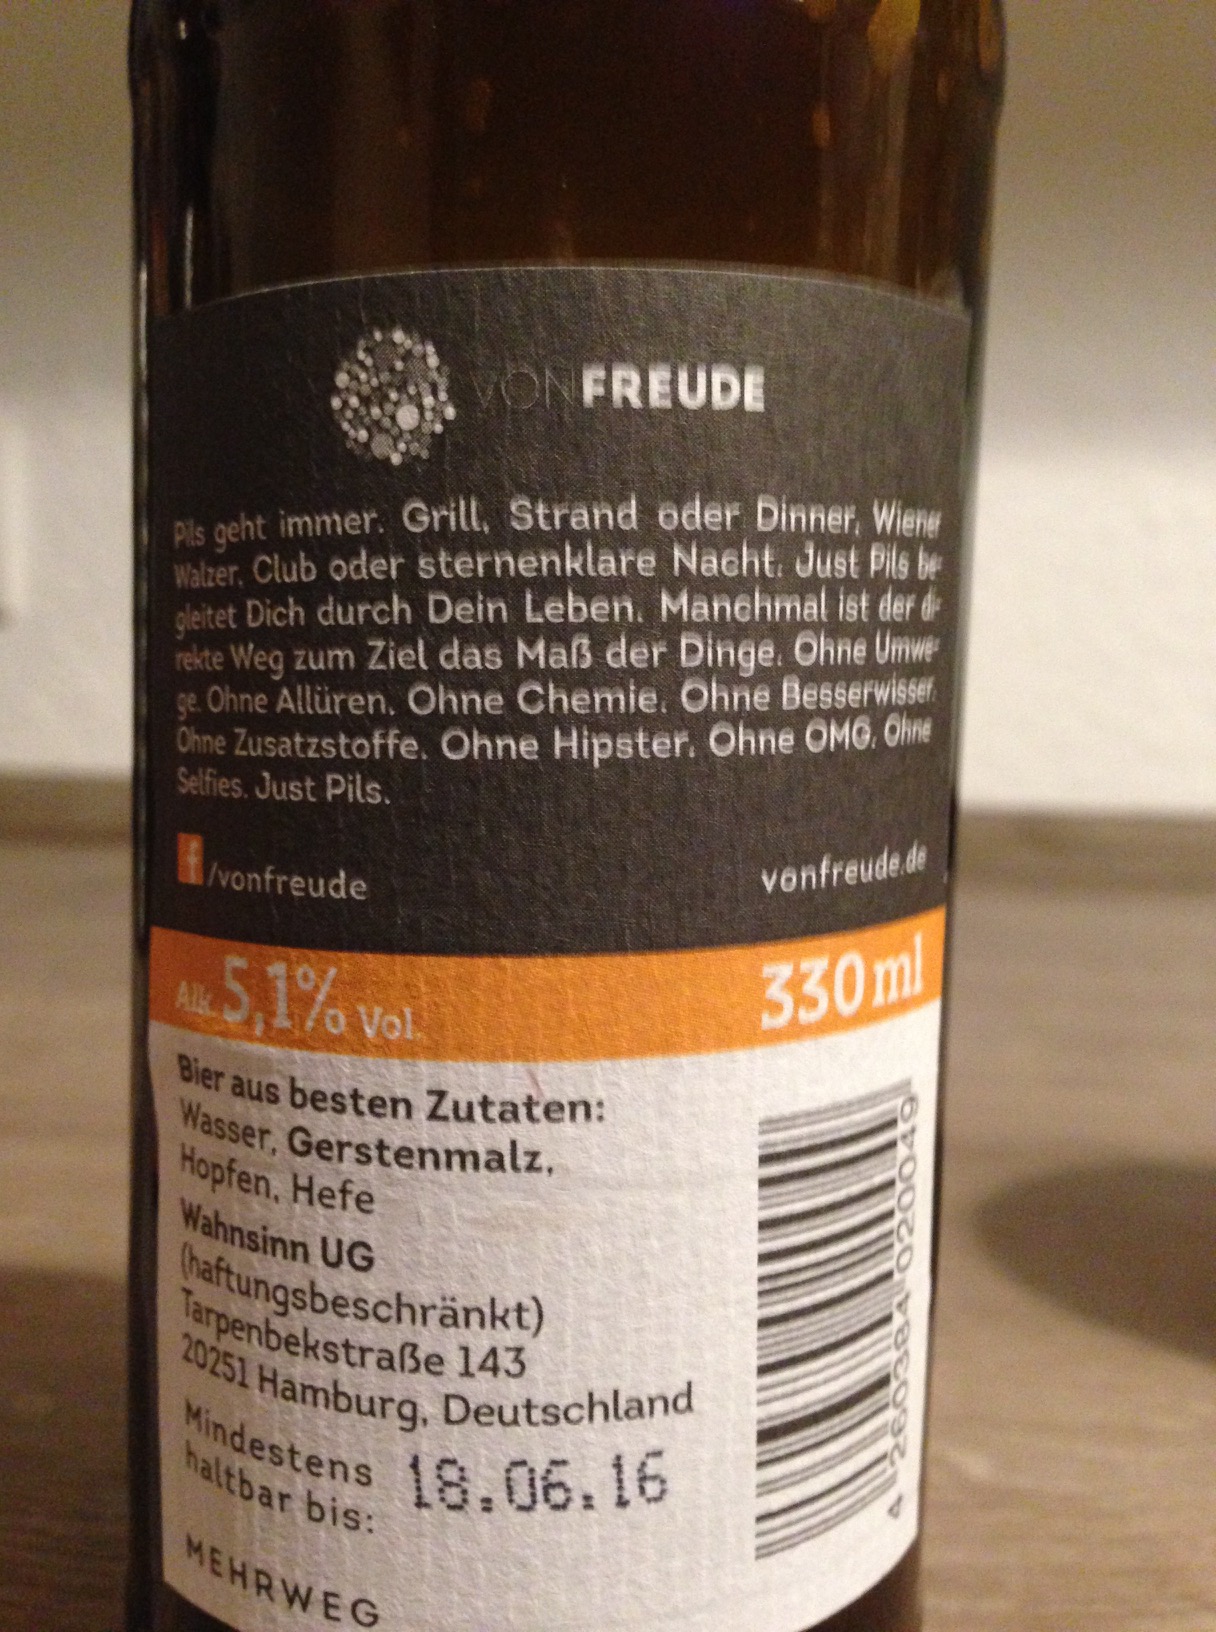 VONFREUDE
Pils geht immer. Grill, Strand oder Dinner, Wiener
Walzer, Club oder sternenklare Nacht. Just Pils be-
gleitet Dich durch Dein Leben. Manchmal ist der di-
rekte Weg zum Ziel das Maß der Dinge. Ohne Umwe-
ge. Ohne Allüren. Ohne Chemie. Ohne Besserwisser.
Ohne Zusatzstoffe. Ohne Hipster. Ohne OMG. Ohne
Selfies. Just Pils.
f/vonfreude
vonfreude.de
Alk. 5,1% Vol.
330 ml
Bier aus besten Zutaten:
Wasser, Gerstenmalz,
Hopfen, Hefe
Wahnsinn UG
(haftungsbeschränkt)
Tarpenbekstraße 143
20251 Hamburg, Deutschland
Mindestens
haltbar bis:
18.06.16
MEHRWEG
4 260384 020049